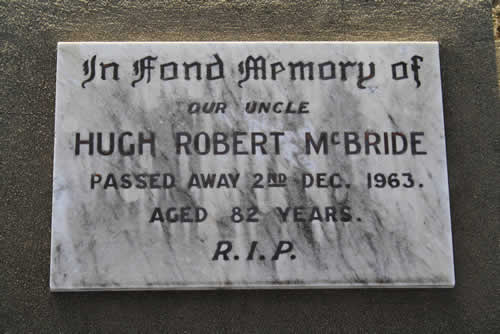 In Fond Memory of
OUR UNCLE
HUGH ROBERT McBRIDE
PASSED AWAY 2ND DEC. 1963.
AGED 82 YEARS.
R.I.P.